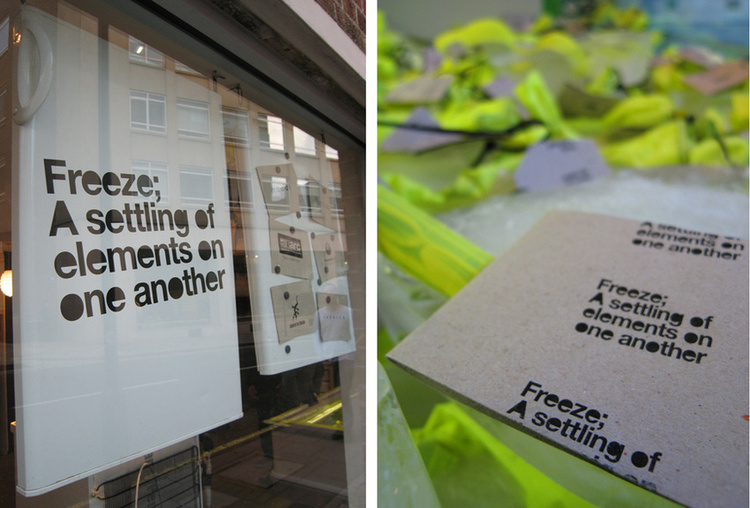 Freeze;
A settling of
elements on
one another
A settling of
elements on
one another
Freeze;
A settling of
elements on
one another
Freeze;
A settling of